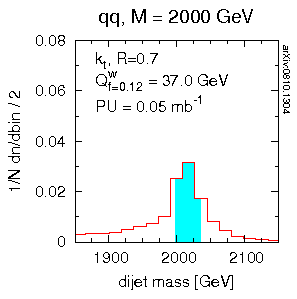 qq, M = 2000 GeV
0.08
0.06
0.04
0.02
0
1/N dn/dbin / 2
k_t, R=0.7
Q^w_{f=0.12} = 37.0 GeV
PU = 0.05 mb^{-1}
arXiv:0810.1304
1900
2000
2100
dijet mass [GeV]